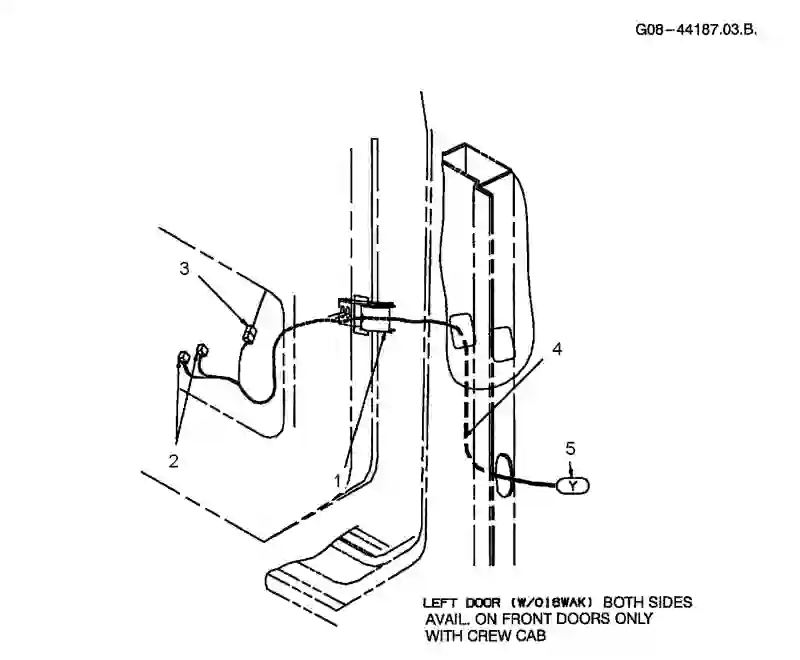 G08-44187.03.B.
3
4
5
Y
2
1
LEFT DOOR (W/018WAK) BOTH SIDES
AVAIL. ON FRONT DOORS ONLY
WITH CREW CAB